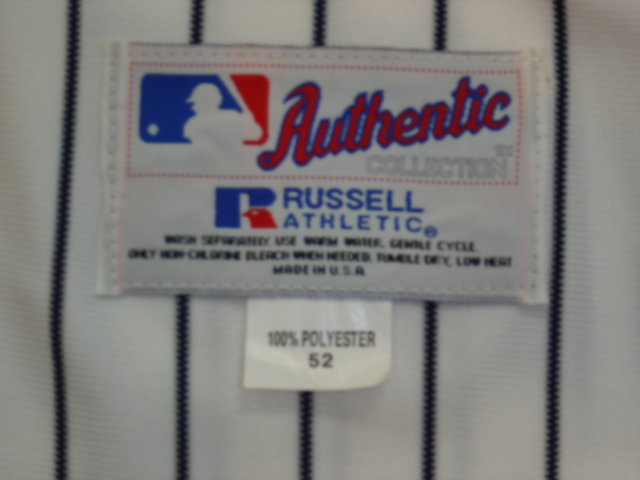 Authentic
COLLECTION™
RUSSELL
ATHLETIC®
WASH SEPARATELY. USE WARM WATER. GENTLE CYCLE.
ONLY NON-CHLORINE BLEACH WHEN NEEDED. TUMBLE DRY, LOW HEAT
MADE IN U.S.A.
100% POLYESTER
52